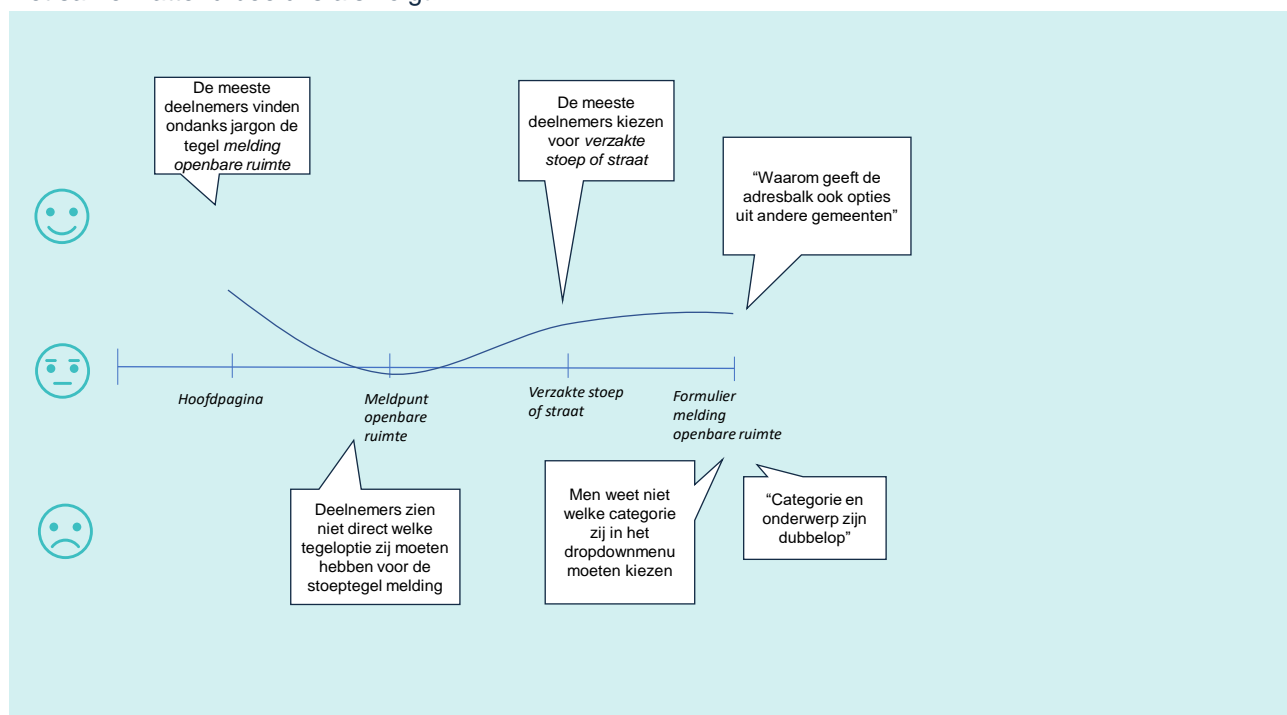 De meeste
deelnemers vinden
ondanks jargon de
tegel melding
openbare ruimte
De meeste
deelnemers kiezen
voor verzakte
stoep of straat
“Waarom geeft de
adresbalk ook opties
uit andere gemeenten”
Hoofdpagina
Meldpunt
openbare
ruimte
Verzakte stoep
of straat
Formulier
melding
openbare ruimte
Deelnemers zien
niet direct welke
tegeloptie zij moeten
hebben voor de
stoeptegel melding
Men weet niet
welke categorie
zij in het
dropdownmenu
moeten kiezen
“Categorie en
onderwerp zijn
dubbelop”